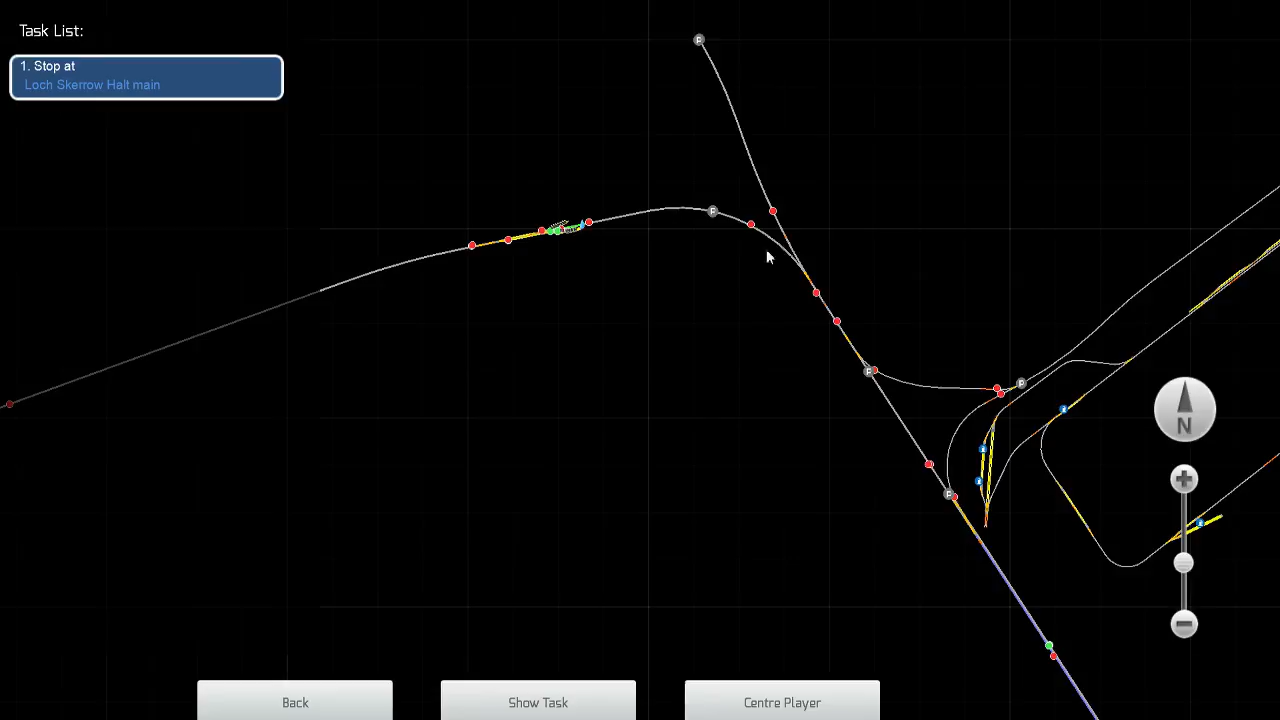 Task List:
1. Stop at
Loch Skerrow Halt main
P
P
P
P
P
N
Back
Show Task
Centre Player